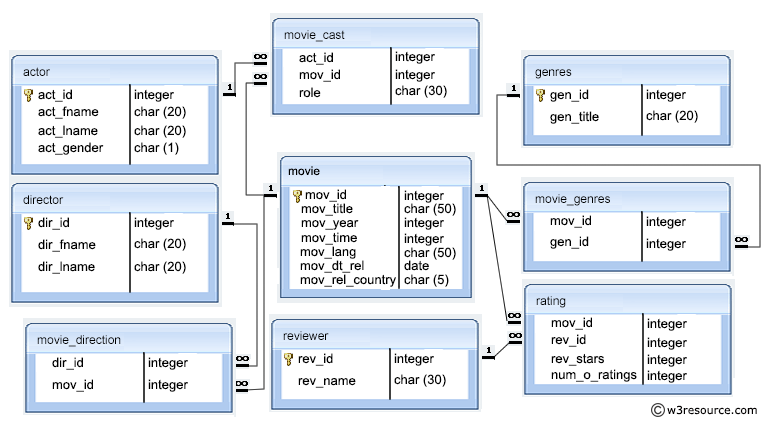 movie_cast
act_id integer
mov_id integer
role char (30)
actor
act_id integer
act_fname char (20)
act_lname char (20)
act_gender char (1)
1
∞
∞
genres
gen_id integer
gen_title char (20)
1
movie
mov_id integer
mov_title char (50)
mov_year integer
mov_time integer
mov_lang char (50)
mov_dt_rel date
mov_rel_country char (5)
1
1
director
dir_id integer
dir_fname char (20)
dir_lname char (20)
1
movie_genres
mov_id integer
gen_id integer
∞
∞
movie_direction
dir_id integer
mov_id integer
∞
∞
reviewer
rev_id integer
rev_name char (30)
1
rating
mov_id integer
rev_id integer
rev_stars integer
num_o_ratings integer
∞
∞
© w3resource.com